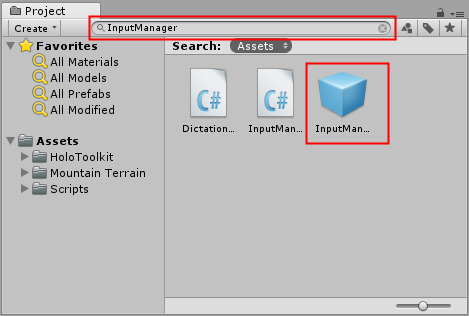 Project
Create
InputManager
Favorites
All Materials
All Models
All Prefabs
All Modified
Assets
HoloToolkit
Mountain Terrain
Scripts
Search: Assets
C# C#
Dictation... InputMan... InputMan...